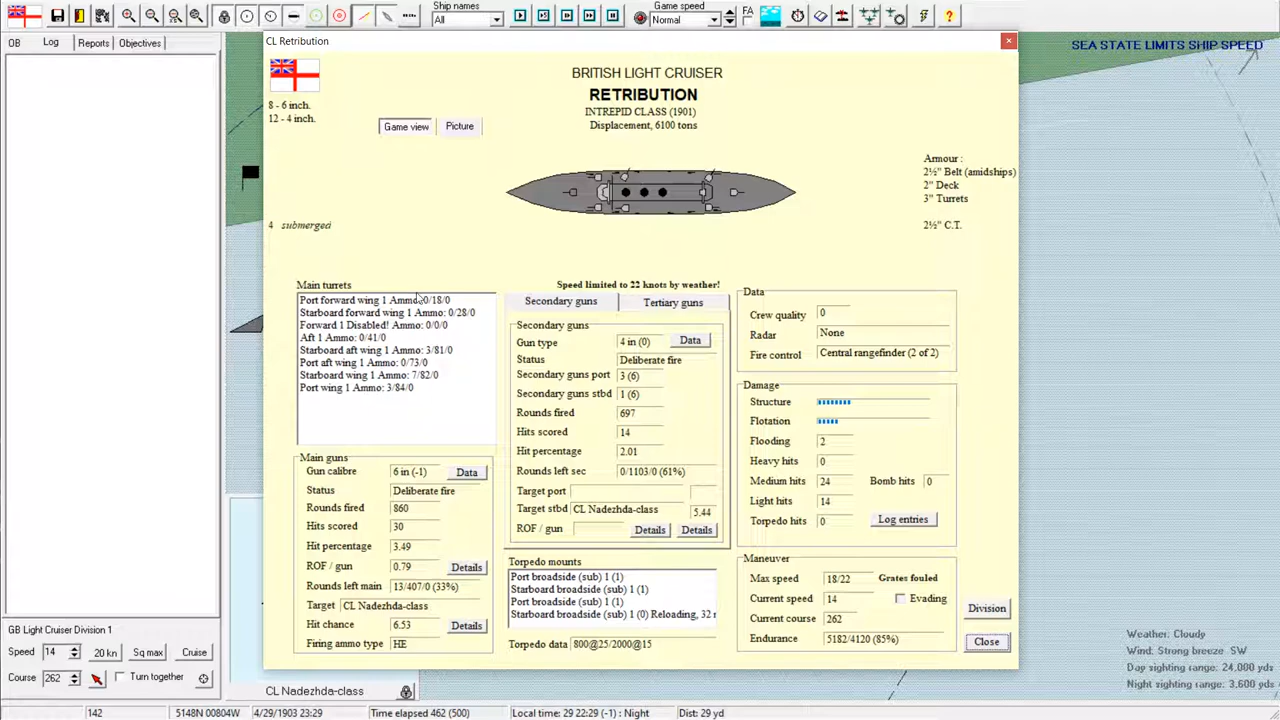 Ship names
All
Game speed
Normal
FA
OB
Log
Reports
Objectives
SEA STATE LIMITS SHIP SPEED
CL Retribution
BRITISH LIGHT CRUISER
RETRIBUTION
INTREPID CLASS (1901)
Displacement, 6100 tons
8 - 6 inch.
12 - 4 inch.
Game view
Picture
Armour :
2½" Belt (amidships)
2" Deck
3" Turrets
2½" C.T.
4 submerged
Main turrets
Port forward wing 1 Ammo: 0/18/0
Starboard forward wing 1 Ammo: 0/28/0
Forward 1 Disabled! Ammo: 0/0/0
Aft 1 Ammo: 0/41/0
Starboard aft wing 1 Ammo: 3/81/0
Port aft wing 1 Ammo: 0/73/0
Starboard wing 1 Ammo: 7/82/0
Port wing 1 Ammo: 3/84/0
Main guns
Gun calibre 6 in (-1) Data
Status Deliberate fire
Rounds fired 860
Hits scored 30
Hit percentage 3.49
ROF / gun 0.79 Details
Rounds left main 13/407/0 (33%)
Target CL Nadezhda-class
Hit chance 6.53 Details
Firing ammo type HE
Speed limited to 22 knots by weather!
Secondary guns
Tertiary guns
Secondary guns
Gun type 4 in (0) Data
Status Deliberate fire
Secondary guns port 3 (6)
Secondary guns stbd 1 (6)
Rounds fired 697
Hits scored 14
Hit percentage 2.01
Rounds left sec 0/1103/0 (61%)
Target port
Target stbd CL Nadezhda-class 5.44
ROF / gun Details Details
Torpedo mounts
Port broadside (sub) 1 (1)
Starboard broadside (sub) 1 (1)
Port broadside (sub) 1 (1)
Starboard broadside (sub) 1 (0) Reloading, 32
Torpedo data 800@25/2000@15
Data
Crew quality 0
Radar None
Fire control Central rangefinder (2 of 2)
Damage
Structure
Flotation
Flooding 2
Heavy hits 0
Medium hits 24 Bomb hits 0
Light hits 14
Torpedo hits 0 Log entries
Maneuver
Max speed 18/22 Grates fouled
Current speed 14 Evading
Current course 262
Endurance 5182/4120 (85%)
Division
Close
GB Light Cruiser Division 1
Speed 14 20 kn Sq max Cruise
Course 262 Turn together
CL Nadezhda-class
Weather: Cloudy
Wind: Strong breeze SW
Day sighting range: 24,000 yds
Night sighting range: 3,600 yds
142
5148N 00804W
4/29/1903 23:29
Time elapsed 462 (500)
Local time: 29 22:29 (-1) : Night
Dist: 29 yd